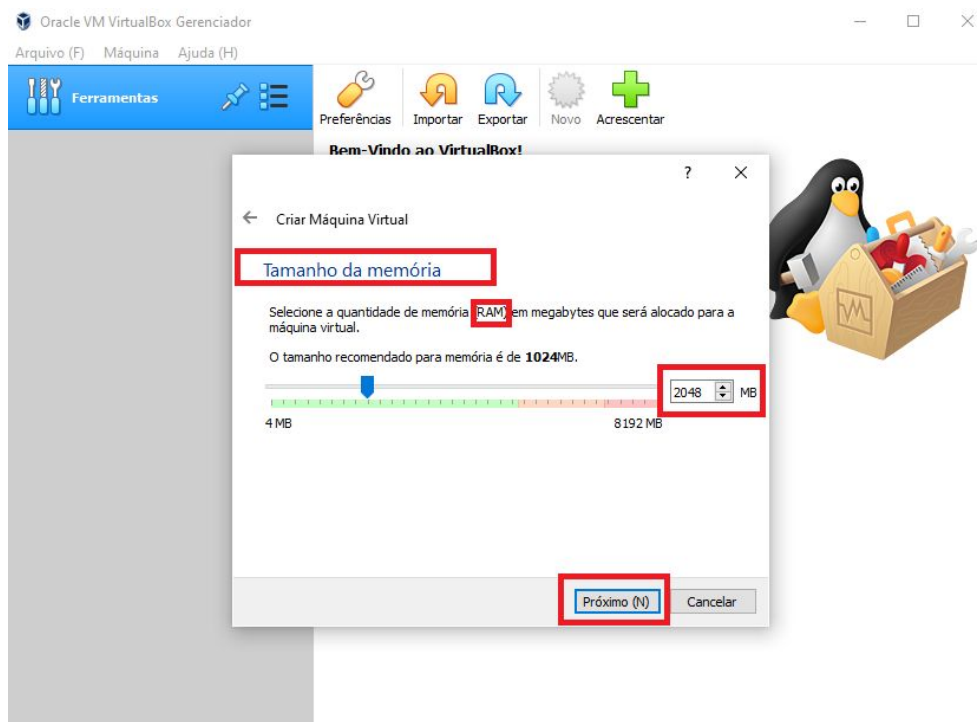 Oracle VM VirtualBox Gerenciador
Arquivo (F) Máquina Ajuda (H)
Ferramentas
Preferências Importar Exportar Novo Acrescentar
Bem-Vindo ao VirtualBox!
?
Criar Máquina Virtual
Tamanho da memória
Selecione a quantidade de memória (RAM) em megabytes que será alocado para a
máquina virtual.
O tamanho recomendado para memória é de 1024MB.
2048 MB
4 MB 8192 MB
Próximo (N) Cancelar